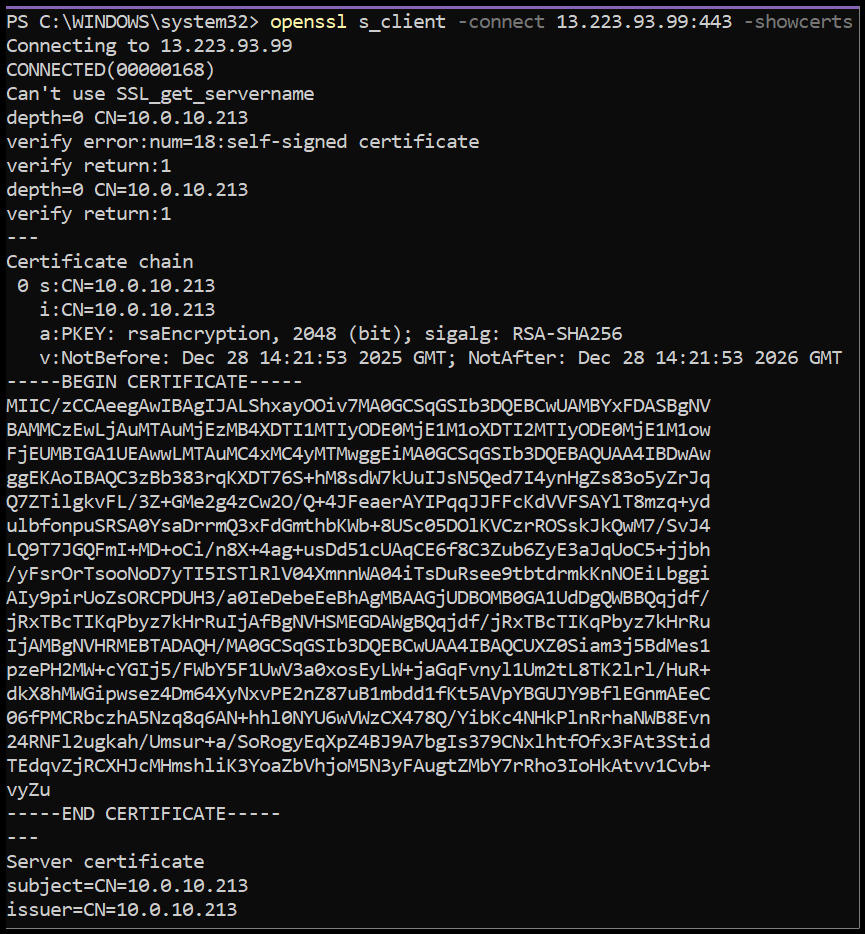 PS C:\WINDOWS\system32> openssl s_client -connect 13.223.93.99:443 -showcerts
Connecting to 13.223.93.99
CONNECTED(00000168)
Can't use SSL_get_servername
depth=0 CN=10.0.10.213
verify error:num=18:self-signed certificate
verify return:1
depth=0 CN=10.0.10.213
verify return:1
---
Certificate chain
 0 s:CN=10.0.10.213
   i:CN=10.0.10.213
   a:PKEY: rsaEncryption, 2048 (bit); sigalg: RSA-SHA256
   v:NotBefore: Dec 28 14:21:53 2025 GMT; NotAfter: Dec 28 14:21:53 2026 GMT
-----BEGIN CERTIFICATE-----
MIIC/zCCAeegAwIBAgIJALShxayOOiv7MA0GCSqGSIb3DQEBCwUAMBYxFDASBgNV
BAMMCzEwLjAuMTAuMjEzMB4XDTI1MTIyODE0MjE1M1oXDTI2MTIyODE0MjE1M1ow
FjEUMBIGA1UEAwwLMTAuMC4xMC4yMTMwggEiMA0GCSqGSIb3DQEBAQUAA4IBDwAw
ggEKAoIBAQC3zBb383rqKXDT76S+hM8sdW7kUuIJsN5Qed7I4ynHgZs83o5yZrJq
Q7ZTilgkvFL/3Z+GMe2g4zCw2O/Q+4JFeaerAYIPqqJJFFcKdVVFSAYlT8mzq+yd
ulbfonpuSRSA0YsaDrrmQ3xFdGmthbKWb+8USc05DOlKVCzrROSskJkQwM7/SvJ4
LQ9T7JGQFmI+MD+oCi/n8X+4ag+usDd51cUAqCE6f8C3Zub6ZyE3aJqUoC5+jjbh
/yFsrOrTsooNoD7yTI5ISTlRlV04XmnnWA04iTsDuRsee9tbtdrmkKnNOEiLbggi
AIy9pirUoZsORCPDUH3/a0IeDebeEeBhAgMBAAGjUDBOMB0GA1UdDgQWBBQqjdf/
jRxTBcTIKqPbyz7kHrRuIjAfBgNVHSMEGDAWgBQqjdf/jRxTBcTIKqPbyz7kHrRu
IjAMBgNVHRMEBTADAQH/MA0GCSqGSIb3DQEBCwUAA4IBAQCUXZ0Siam3j5BdMes1
pzePH2MW+cYGIj5/FWbY5F1UwV3a0xosEyLW+jaGqFvnyl1Um2tL8TK2lrl/HuR+
dkX8hMWGipwsez4Dm64XyNxvPE2nZ87uB1mbdd1fKt5AVpYBGUJY9BflEGnmAEeC
06fPMCRbczhA5Nzq8q6AN+hhl0NYU6wVWzCX478Q/YibKc4NHkPlnRrhaNWB8Evn
24RNFl2ugkah/Umsur+a/SoRogyEqXpZ4BJ9A7bgIs379CNxlhtfOfx3FAt3Stid
TEdqvZjRCXHJcMHmshliK3YoaZbVhjoM5N3yFAugtZMbY7rRho3IoHkAtvv1Cvb+
vyZu
-----END CERTIFICATE-----
---
Server certificate
subject=CN=10.0.10.213
issuer=CN=10.0.10.213